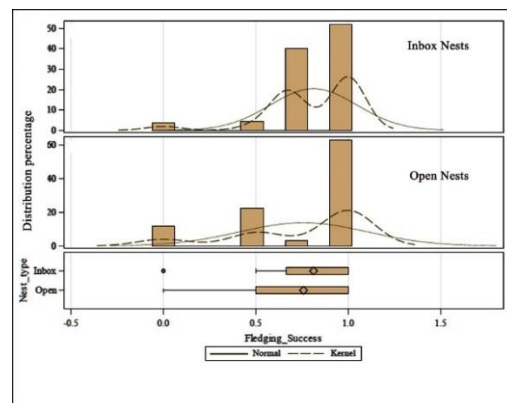 50
40
30
20
10
0
Inbox Nests
Distribution percentage
60
40
20
0
Open Nests
Nest_type
Inbox
Open
-0.5 0.0 0.5 1.0 1.5
Fledging_Success
Normal Kernel